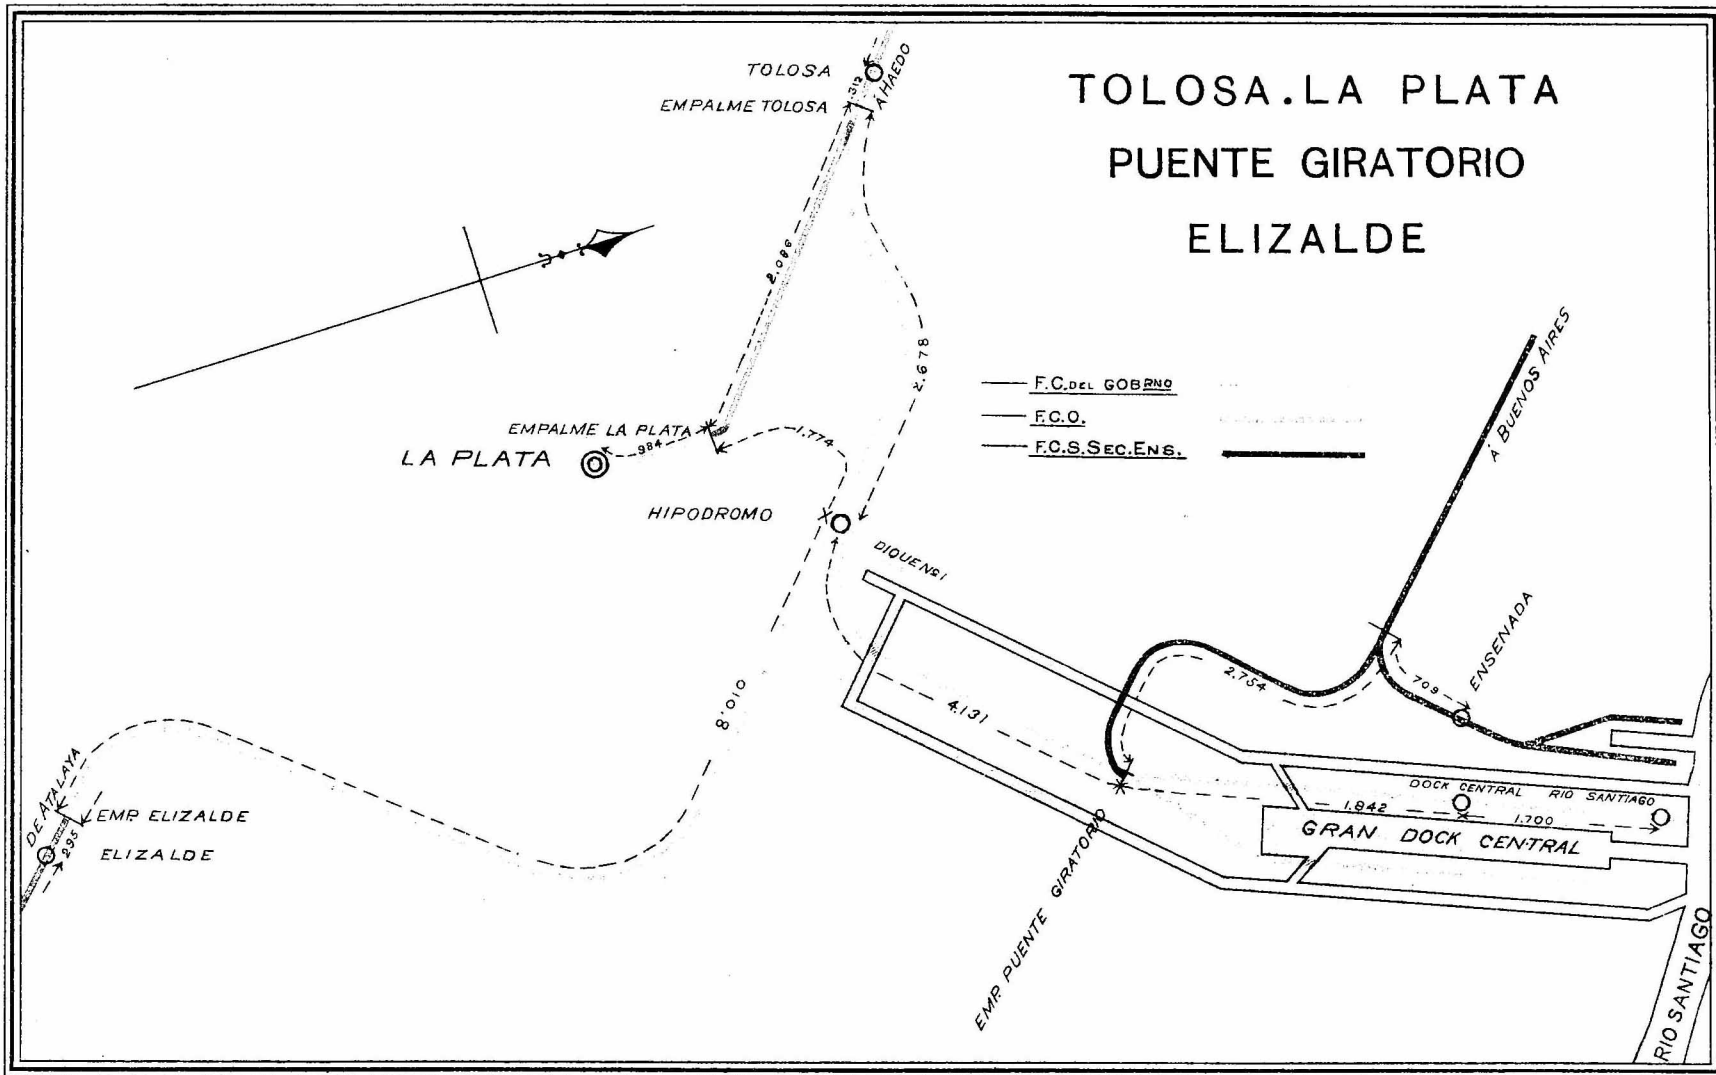 TOLOSA. LA PLATA
PUENTE GIRATORIO
ELIZALDE
TOLOSA
EMPALME TOLOSA
.312
Á HAEDO
2.086
2.678
F.C. DEL GOBRNO
F.C.O.
F.C.S. SEC. ENS.
Á BUENOS AIRES
EMPALME LA PLATA
.984
1.774
LA PLATA
HIPODROMO
DIQUE Nº 1
ENSENADA
2.754
709
8.010
4.131
DE ATALAYA
EMP. ELIZALDE
ELIZALDE
295
DOCK CENTRAL
RIO SANTIAGO
1.842
1.700
GRAN DOCK CENTRAL
EMP. PUENTE GIRATORIO
RIO SANTIAGO